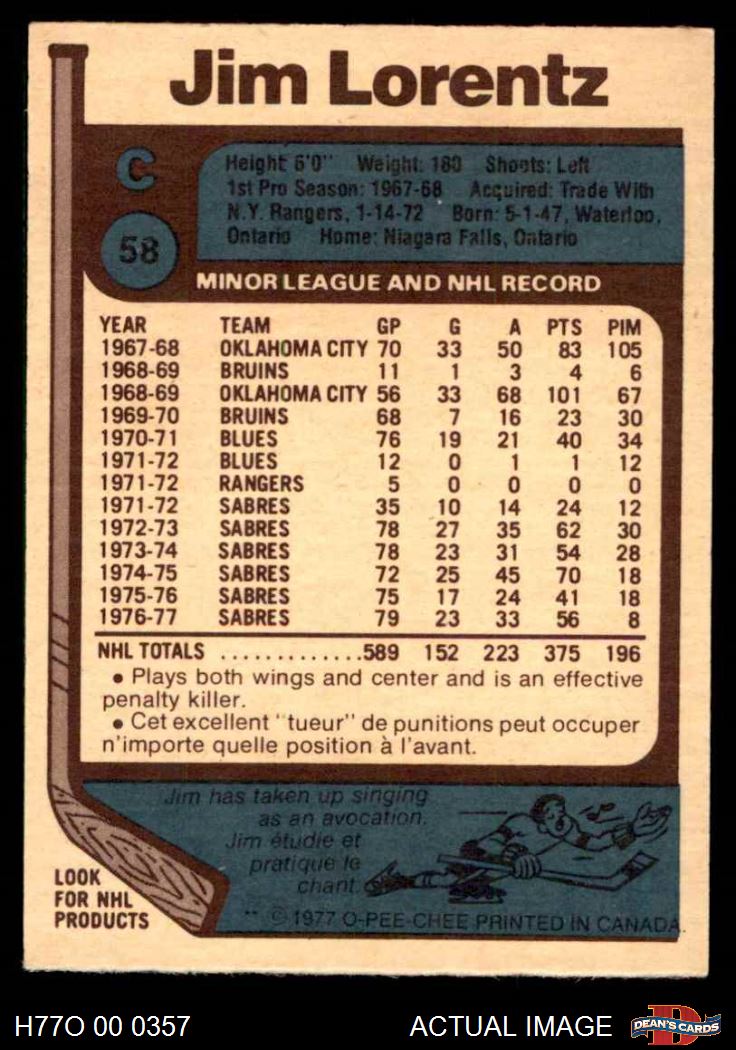 Jim Lorentz
C
58
Height: 6'0" Weight: 180 Shoots: Left
1st Pro Season: 1967-68 Acquired: Trade With
N.Y. Rangers, 1-14-72 Born: 5-1-47, Waterloo,
Ontario Home: Niagara Falls, Ontario
MINOR LEAGUE AND NHL RECORD
YEAR TEAM GP G A PTS PIM
1967-68 OKLAHOMA CITY 70 33 50 83 105
1968-69 BRUINS 11 1 3 4 6
1968-69 OKLAHOMA CITY 56 33 68 101 67
1969-70 BRUINS 68 7 16 23 30
1970-71 BLUES 76 19 21 40 34
1971-72 BLUES 12 0 1 1 12
1971-72 RANGERS 5 0 0 0 0
1971-72 SABRES 35 10 14 24 12
1972-73 SABRES 78 27 35 62 30
1973-74 SABRES 78 23 31 54 28
1974-75 SABRES 72 25 45 70 18
1975-76 SABRES 75 17 24 41 18
1976-77 SABRES 79 23 33 56 8
NHL TOTALS .............589 152 223 375 196
• Plays both wings and center and is an effective
penalty killer.
• Cet excellent "tueur" de punitions peut occuper
n'importe quelle position à l'avant.
Jim has taken up singing
as an avocation.
Jim étudie et
pratique le
chant.
LOOK
FOR NHL
PRODUCTS
** © 1977 O-PEE-CHEE PRINTED IN CANADA.
H77O 00 0357 ACTUAL IMAGE D DEAN'S CARDS